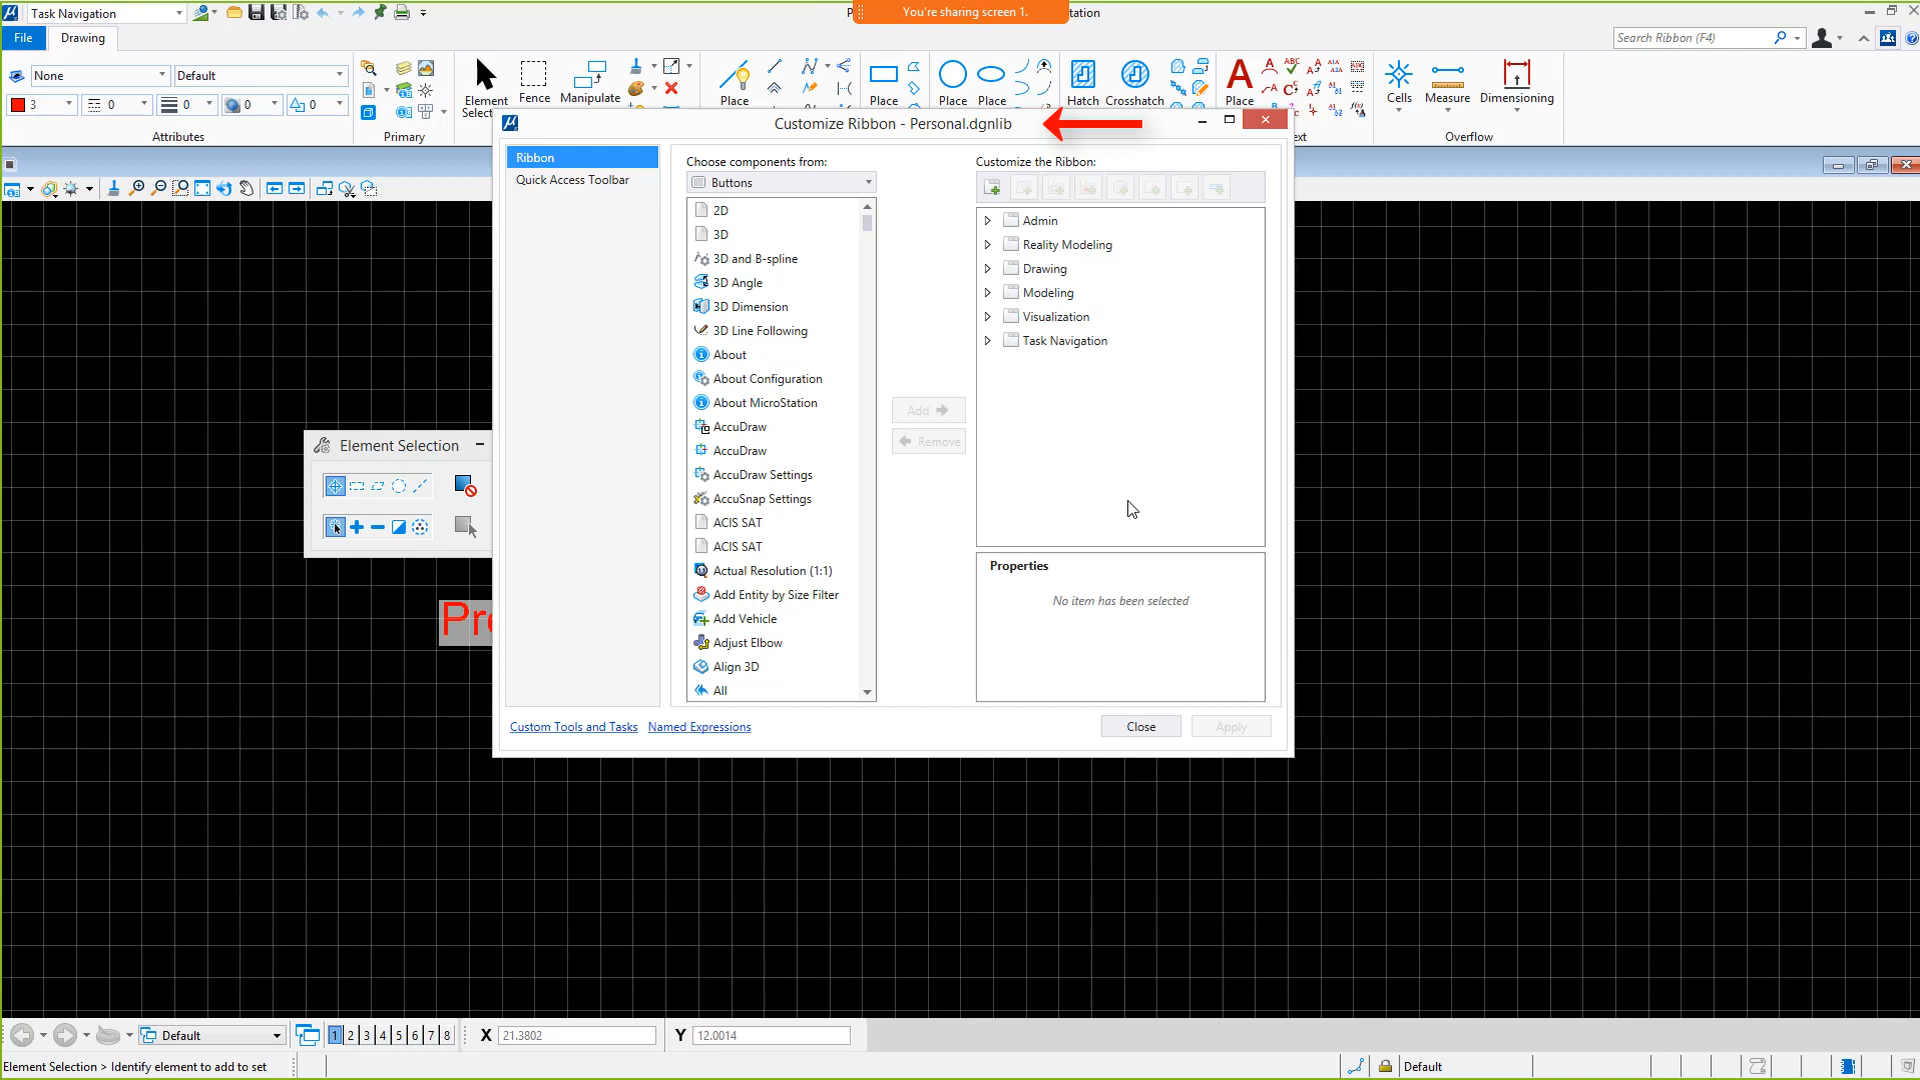 Task Navigation
You're sharing screen 1.
File
Drawing
Search Ribbon (F4)
None
Default
3
0
0
0
0
Attributes
Primary
Element
Fence
Manipulate
Place
Place
Place
Place
Hatch
Crosshatch
Place
Cells
Measure
Dimensioning
Overflow
Customize Ribbon - Personal.dgnlib
Ribbon
Quick Access Toolbar
Choose components from:
Buttons
2D
3D
3D and B-spline
3D Angle
3D Dimension
3D Line Following
About
About Configuration
About MicroStation
AccuDraw
AccuDraw
AccuDraw Settings
AccuSnap Settings
ACIS SAT
ACIS SAT
Actual Resolution (1:1)
Add Entity by Size Filter
Add Vehicle
Adjust Elbow
Align 3D
All
Add
Remove
Customize the Ribbon:
Admin
Reality Modeling
Drawing
Modeling
Visualization
Task Navigation
Properties
No item has been selected
Custom Tools and Tasks
Named Expressions
Close
Apply
Element Selection
Default
1 2 3 4 5 6 7 8
X 21.3802
Y 12.0014
Element Selection > Identify element to add to set
Default